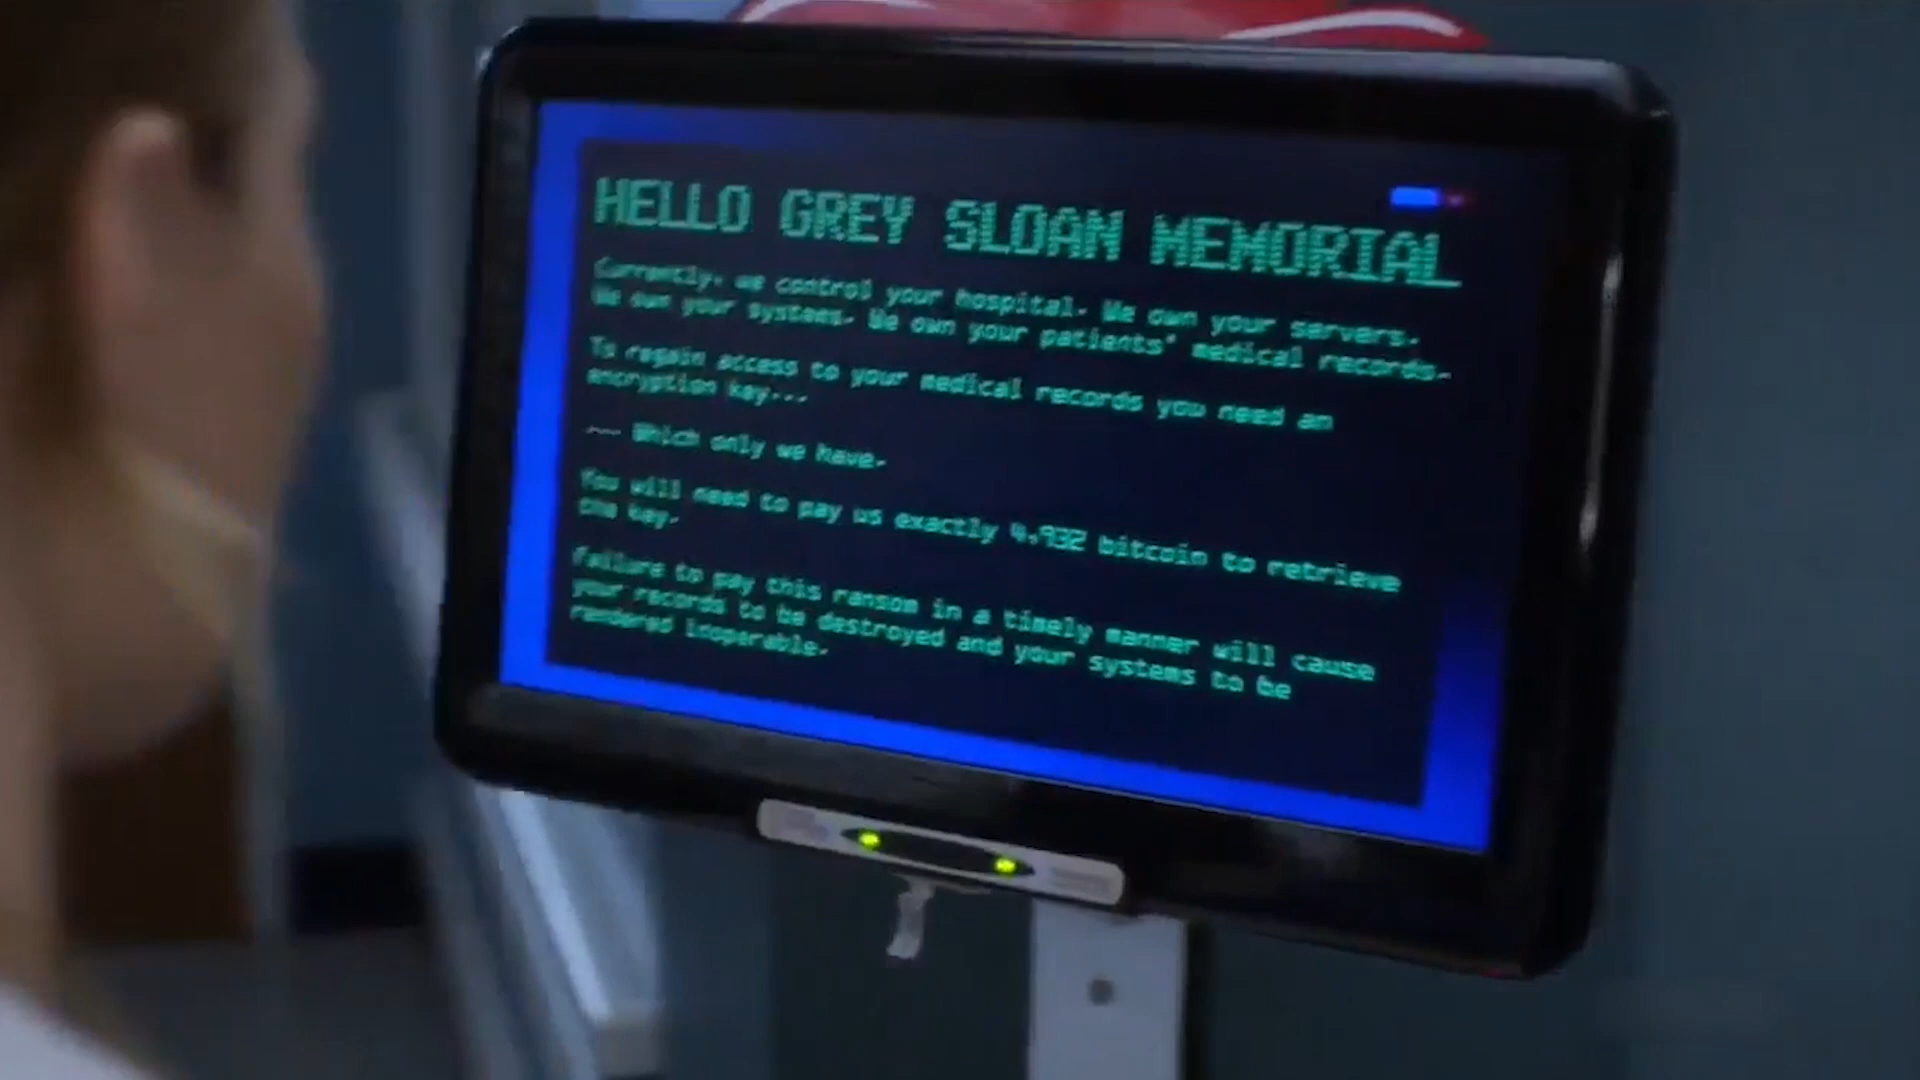 HELLO GREY SLOAN MEMORIAL
Currently, we control your hospital. We own your servers.
We own your systems. We own your patients' medical records.
To regain access to your medical records you need an
encryption key...
~~~ Which only we have.
You will need to pay us exactly 4,932 bitcoin to retrieve
the key.
Failure to pay this ransom in a timely manner will cause
your records to be destroyed and your systems to be
rendered inoperable.